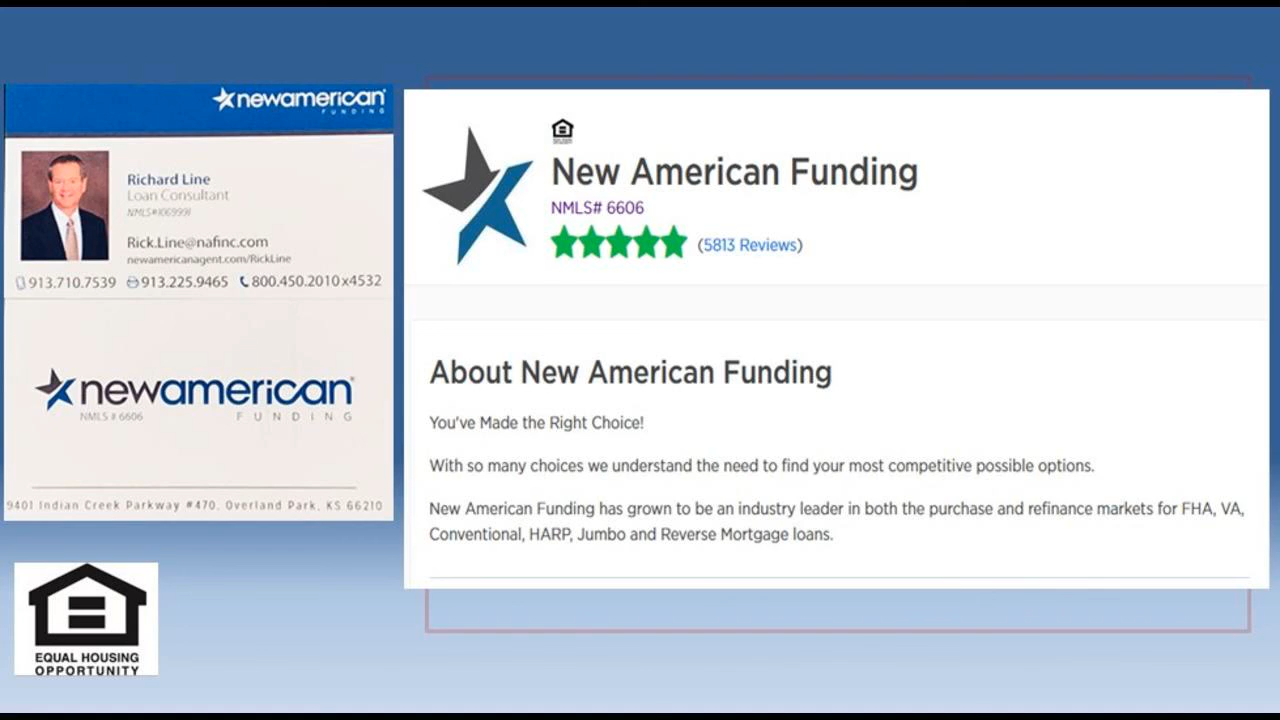 newamerican
FUNDING
Richard Line
Loan Consultant
NMLS#1069991
Rick.Line@nafinc.com
newamericanagent.com/RickLine
913.710.7539 913.225.9465 800.450.2010 x4532
newamerican
NMLS # 6606 FUNDING
9401 Indian Creek Parkway #470, Overland Park, KS 66210
EQUAL HOUSING
OPPORTUNITY
New American Funding
NMLS# 6606
(5813 Reviews)
About New American Funding
You've Made the Right Choice!
With so many choices we understand the need to find your most competitive possible options.
New American Funding has grown to be an industry leader in both the purchase and refinance markets for FHA, VA,
Conventional, HARP, Jumbo and Reverse Mortgage loans.